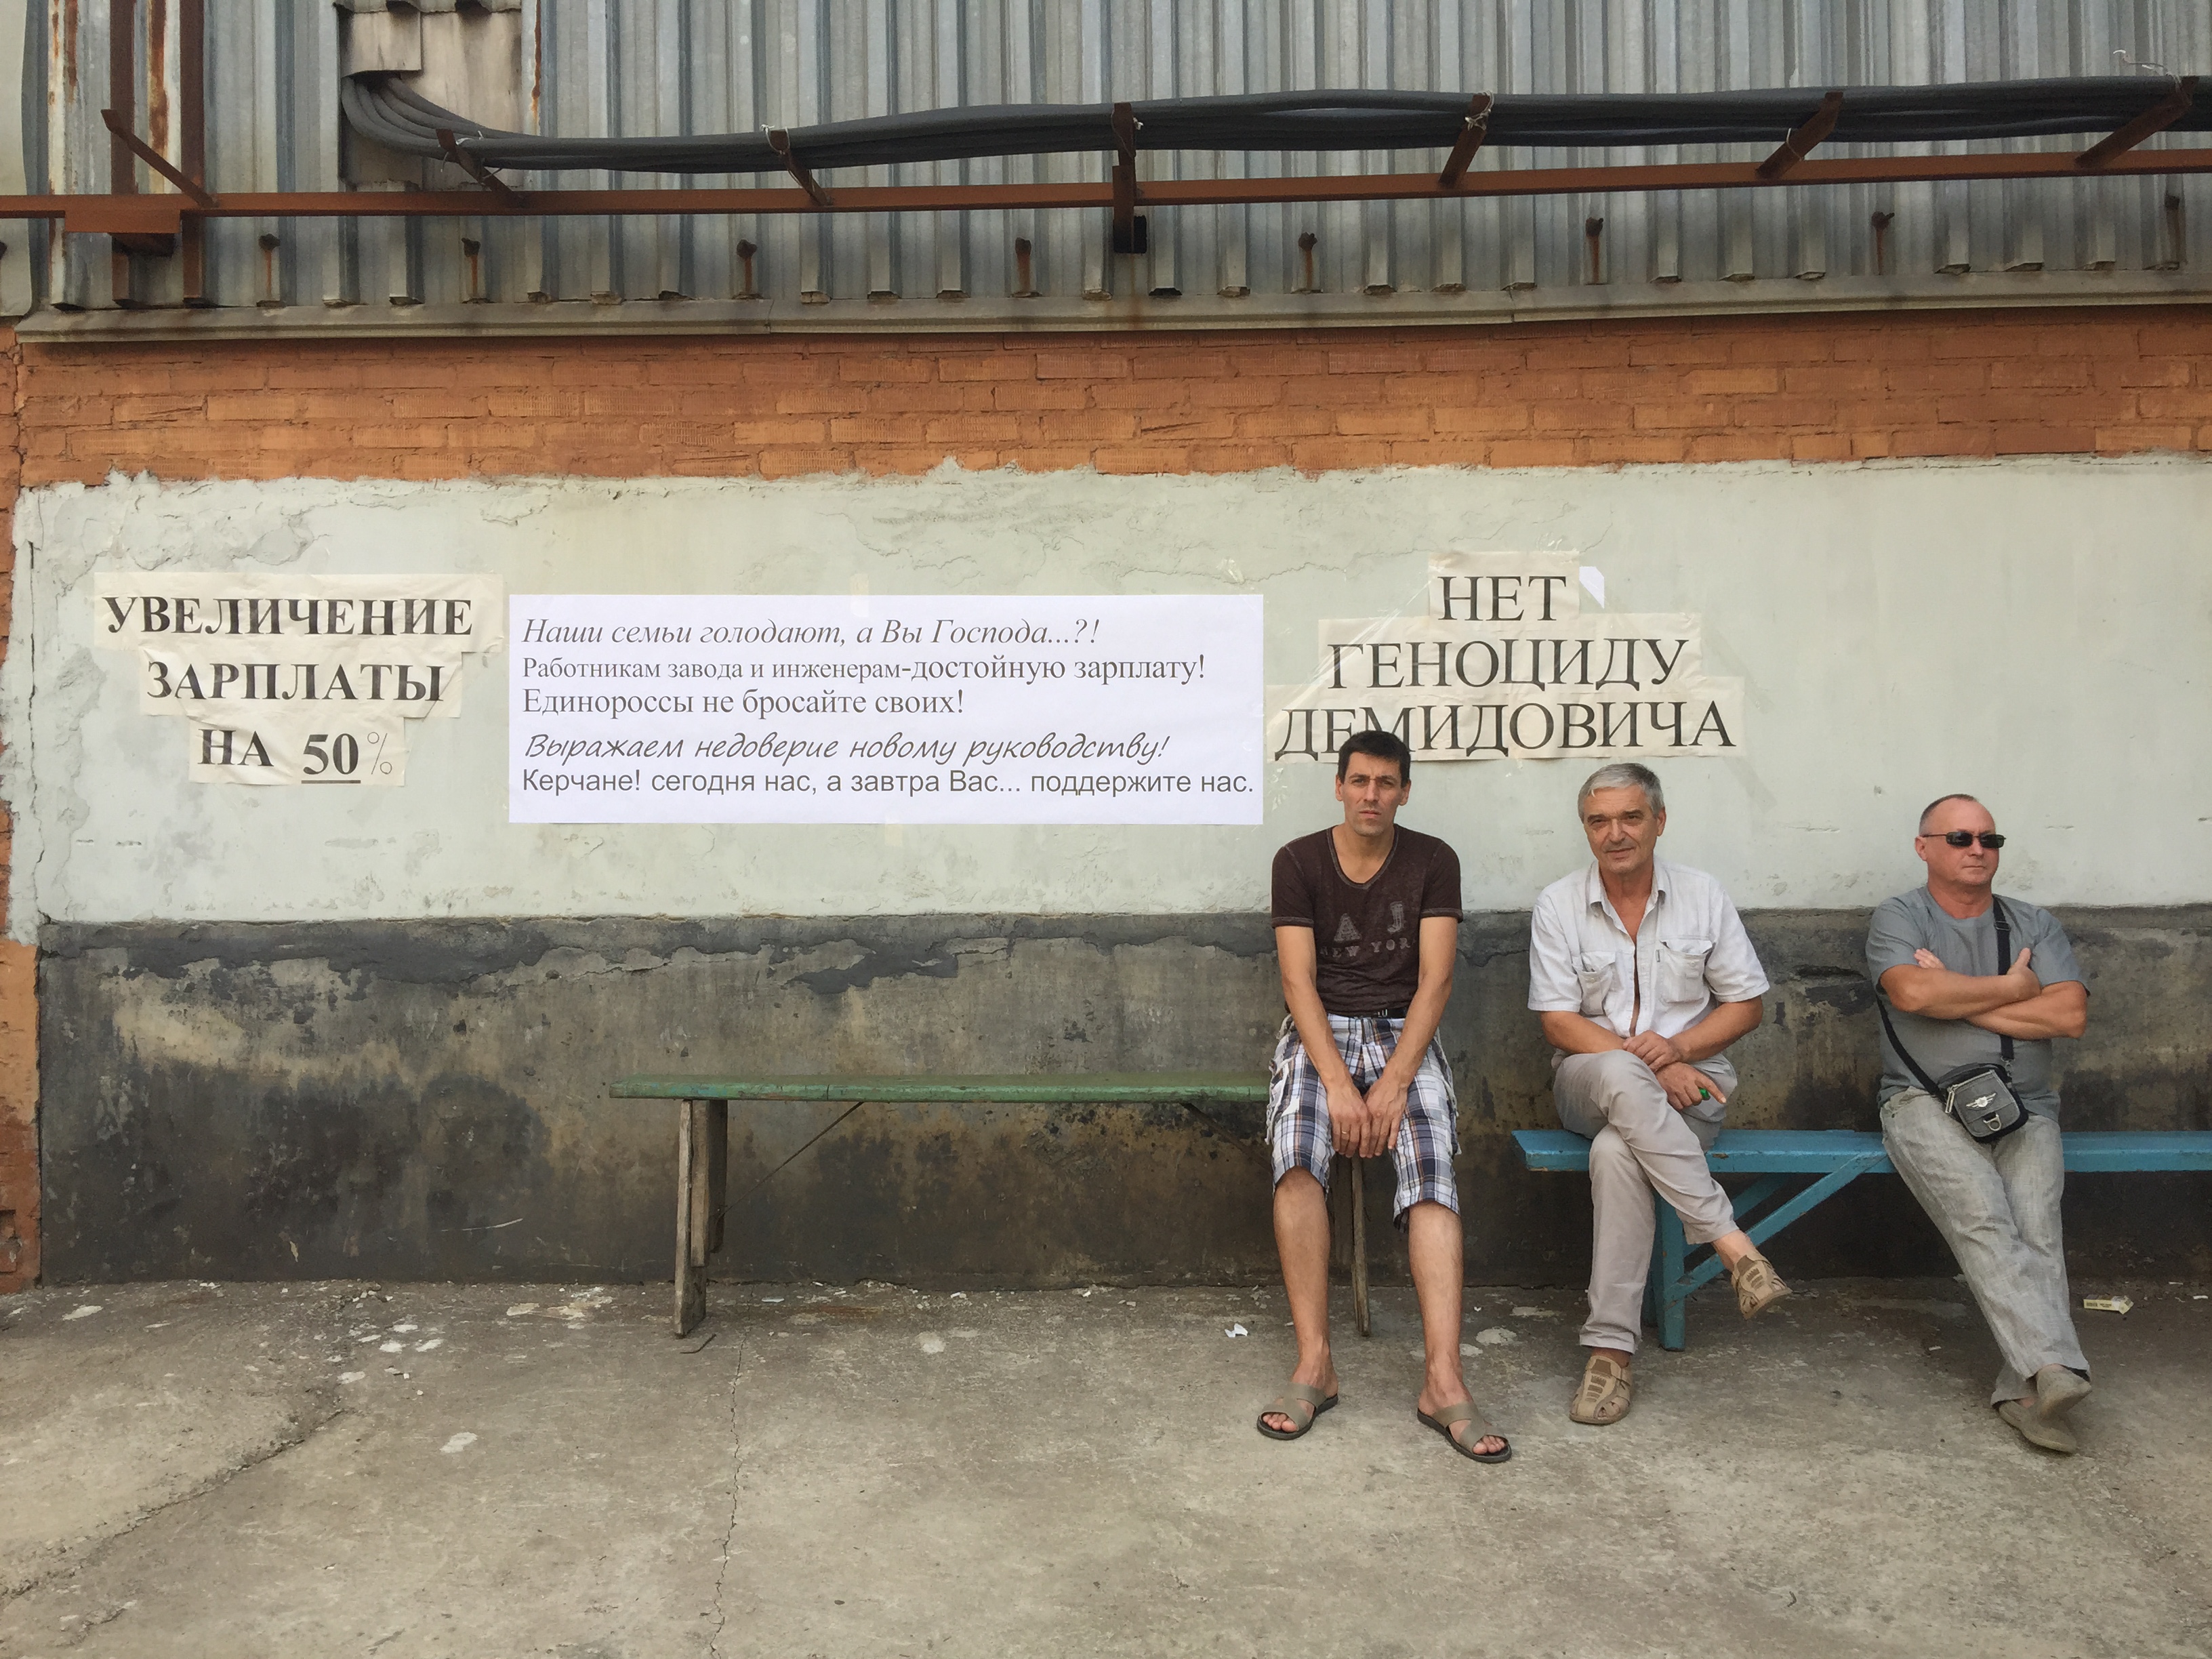 УВЕЛИЧЕНИЕ
ЗАРПЛАТЫ
НА 50%
Наши семьи голодают, а Вы Господа...?!
Работникам завода и инженерам-достойную зарплату!
Единороссы не бросайте своих!
Выражаем недоверие новому руководству!
Керчане! сегодня нас, а завтра Вас... поддержите нас.
НЕТ
ГЕНОЦИДУ
ДЕМИДОВИЧА
A J
NEW YORK